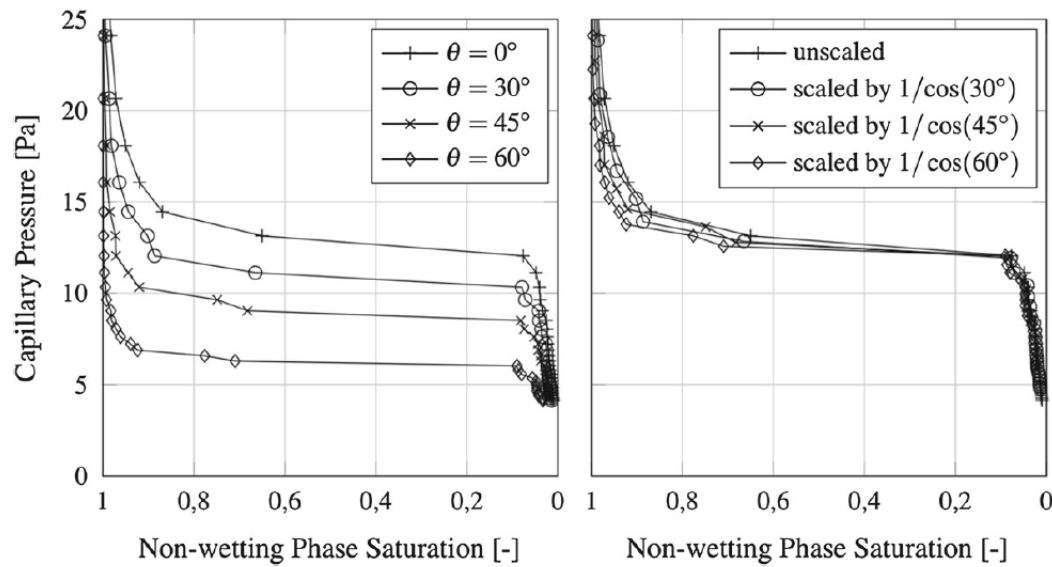 Capillary Pressure [Pa]
25
20
15
10
5
0
θ = 0°
θ = 30°
θ = 45°
θ = 60°
1
0,8
0,6
0,4
0,2
0
Non-wetting Phase Saturation [-]
unscaled
scaled by 1/cos(30°)
scaled by 1/cos(45°)
scaled by 1/cos(60°)
1
0,8
0,6
0,4
0,2
0
Non-wetting Phase Saturation [-]